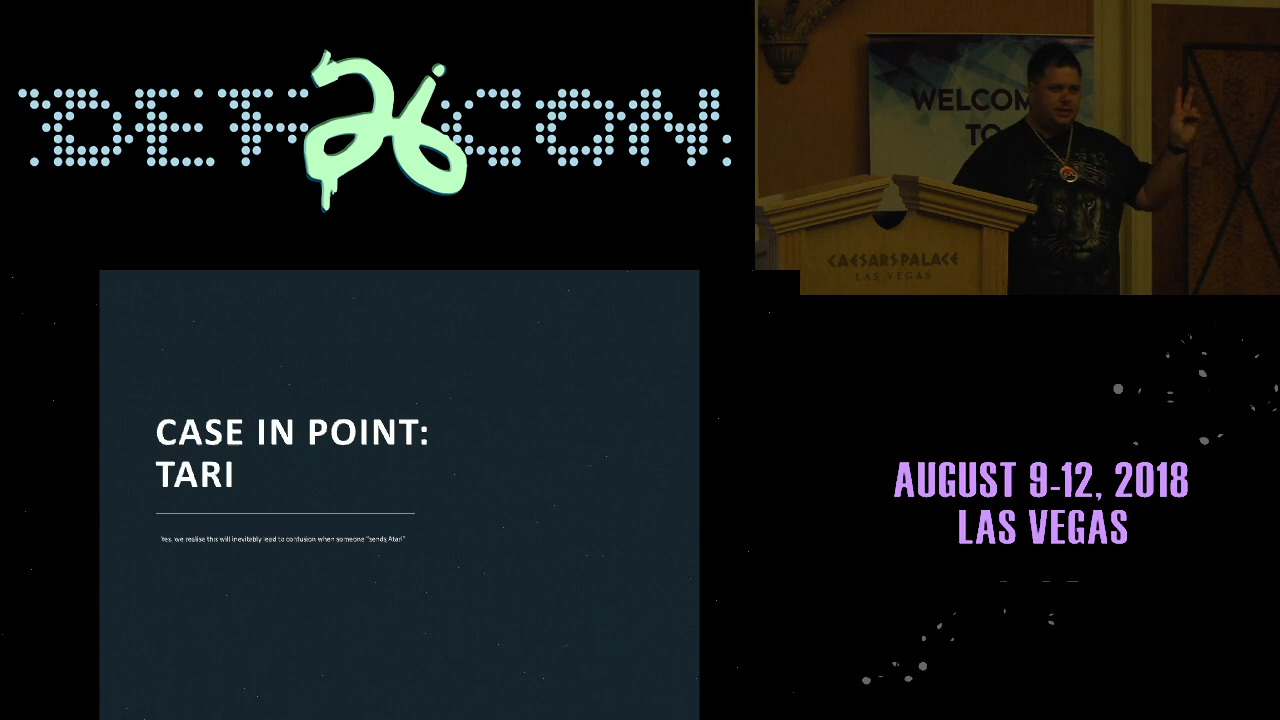 DEF 26 CON
WELCOM
TO
CAESARS PALACE
LAS VEGAS
CASE IN POINT:
TARI
Yes, we realise this will inevitably lead to confusion when someone "sends Atari"
AUGUST 9-12, 2018
LAS VEGAS